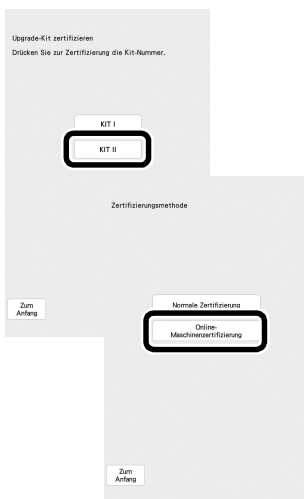 Upgrade-Kit zertifizieren
Drücken Sie zur Zertifizierung die Kit-Nummer.
KIT I
KIT II
Zum
Anfang
Zertifizierungsmethode
Normale Zertifizierung
Online-
Maschinenzertifizierung
Zum
Anfang